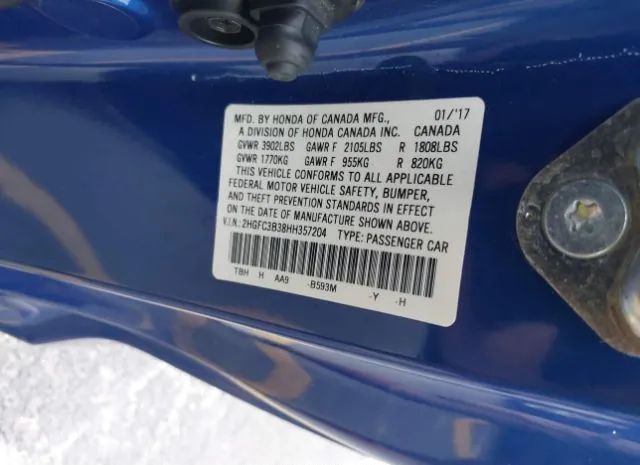 MFD. BY HONDA OF CANADA MFG., 01/'17
A DIVISION OF HONDA CANADA INC. CANADA
GVWR 3902LBS GAWR F 2105LBS R 1808LBS
GVWR 1770KG GAWR F 955KG R 820KG
THIS VEHICLE CONFORMS TO ALL APPLICABLE
FEDERAL MOTOR VEHICLE SAFETY, BUMPER,
AND THEFT PREVENTION STANDARDS IN EFFECT
ON THE DATE OF MANUFACTURE SHOWN ABOVE.
V.I.N.: 2HGFC3B38HH357204 TYPE: PASSENGER CAR
TBH H AA9 -B593M -Y -H